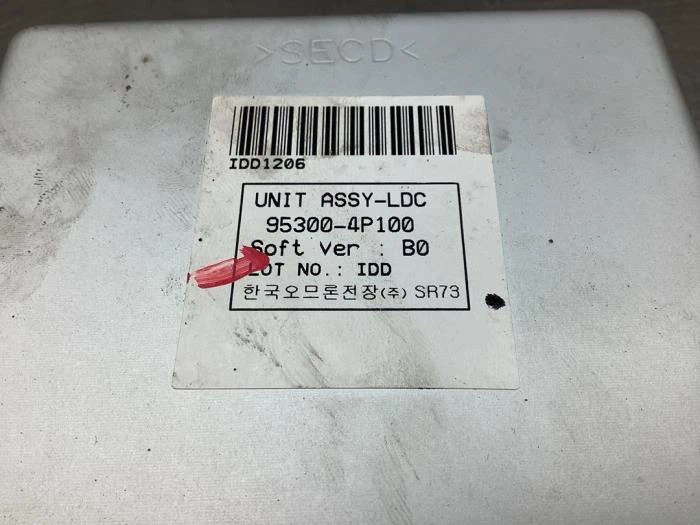 >SECD<
IDD1206
UNIT ASSY-LDC
95300-4P100
Soft Ver : B0
LOT NO.: IDD
한국오므론전장(주) SR73